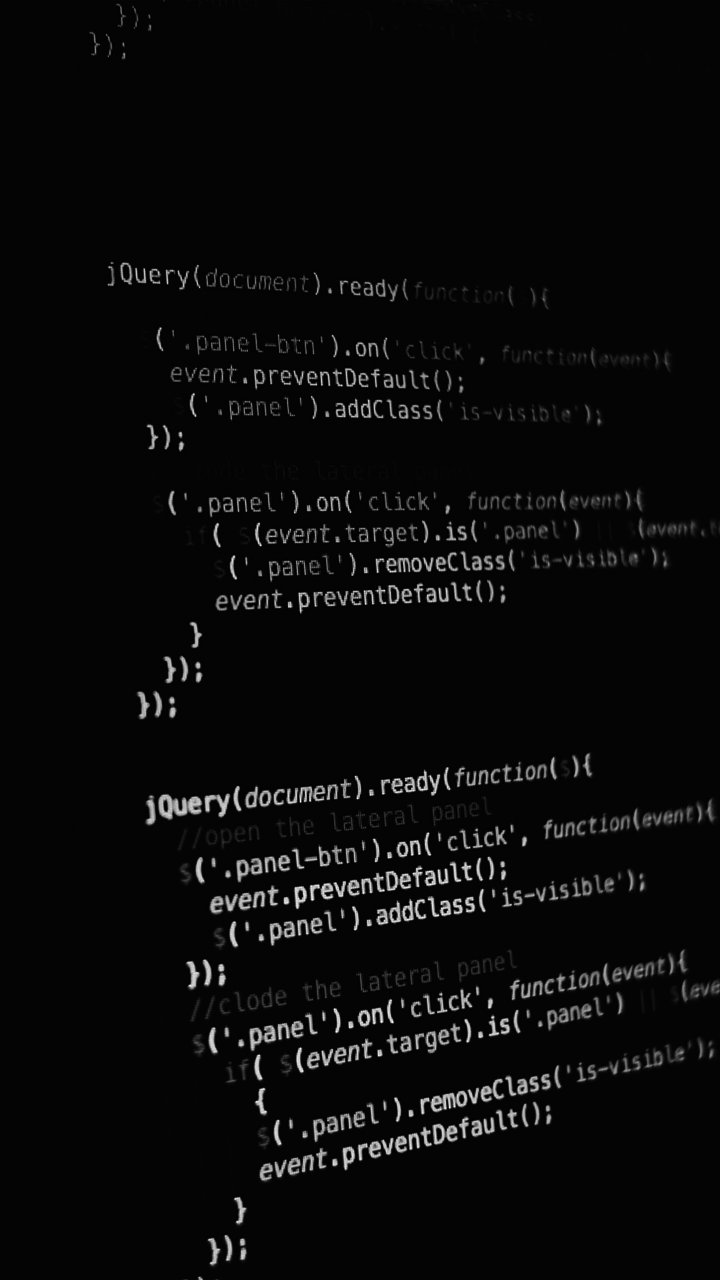 });
});
jQuery(document).ready(function( ){
('.panel-btn').on('click', function(event){
event.preventDefault();
$('.panel').addClass('is-visible');
});
the lateral
$('.panel').on('click', function(event){
if( $(event.target).is('.panel') || $(event.t
$('.panel').removeClass('is-visible');
event.preventDefault();
}
});
});
jQuery(document).ready(function($){
//open the lateral panel
$('.panel-btn').on('click', function(event){
event.preventDefault();
$('.panel').addClass('is-visible');
});
//clode the lateral panel
$('.panel').on('click', function(event){
if( $(event.target).is('.panel') || $(eve
{
$('.panel').removeClass('is-visible');
event.preventDefault();
}
});